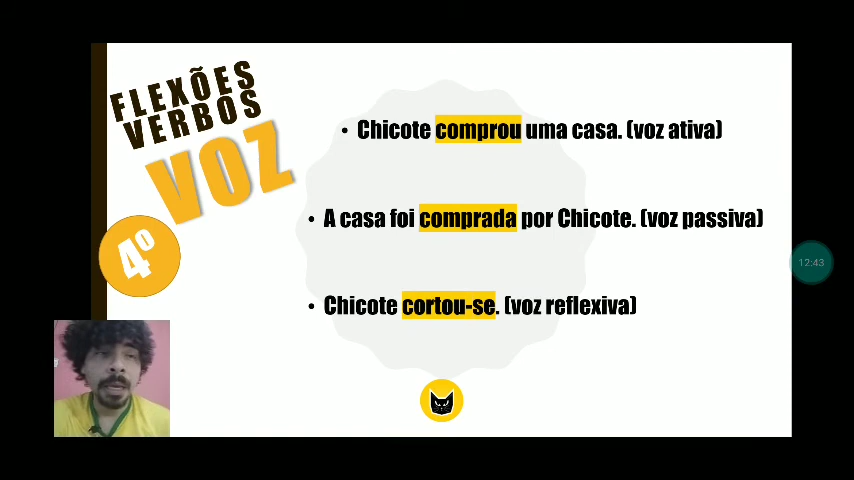 FLEXÕES
VERBOS
VOZ
4º
• Chicote comprou uma casa. (voz ativa)
• A casa foi comprada por Chicote. (voz passiva)
• Chicote cortou-se. (voz reflexiva)
12:43